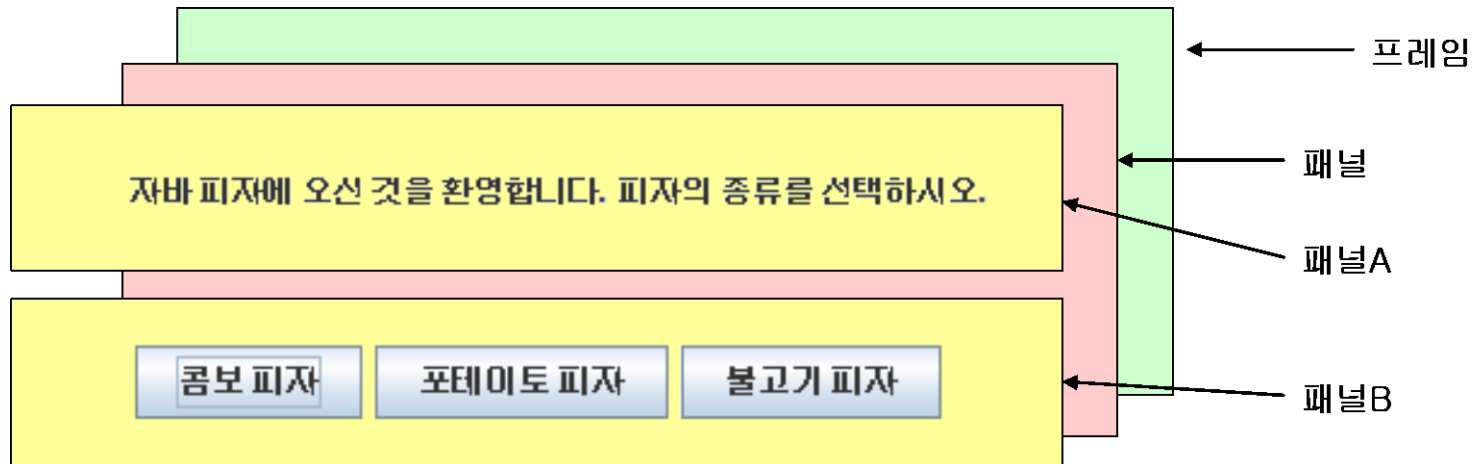 프레임
패널
자바 피자에 오신 것을 환영합니다. 피자의 종류를 선택하시오.
패널A
콤보 피자 포테이토 피자 불고기 피자
패널B